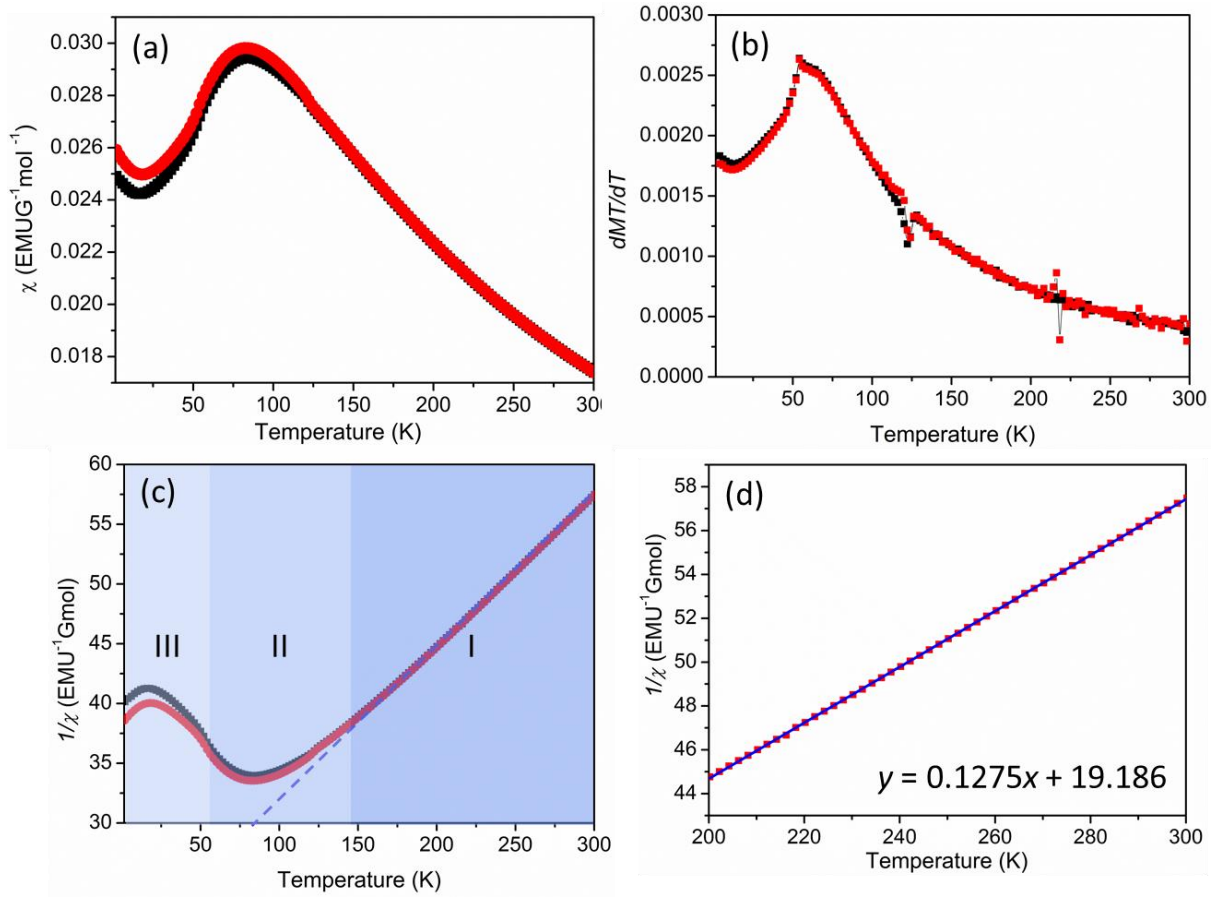 (a)
χ (EMUG⁻¹mol⁻¹)
0.030
0.028
0.026
0.024
0.022
0.020
0.018
50 100 150 200 250 300
Temperature (K)
(b)
dMT/dT
0.0030
0.0025
0.0020
0.0015
0.0010
0.0005
0.0000
50 100 150 200 250 300
Temperature (K)
(c)
1/χ (EMU⁻¹Gmol)
60
55
50
45
40
35
30
III II I
50 100 150 200 250 300
Temperature (K)
(d)
1/χ (EMU⁻¹Gmol)
58
56
54
52
50
48
46
44
y = 0.1275x + 19.186
200 220 240 260 280 300
Temperature (K)